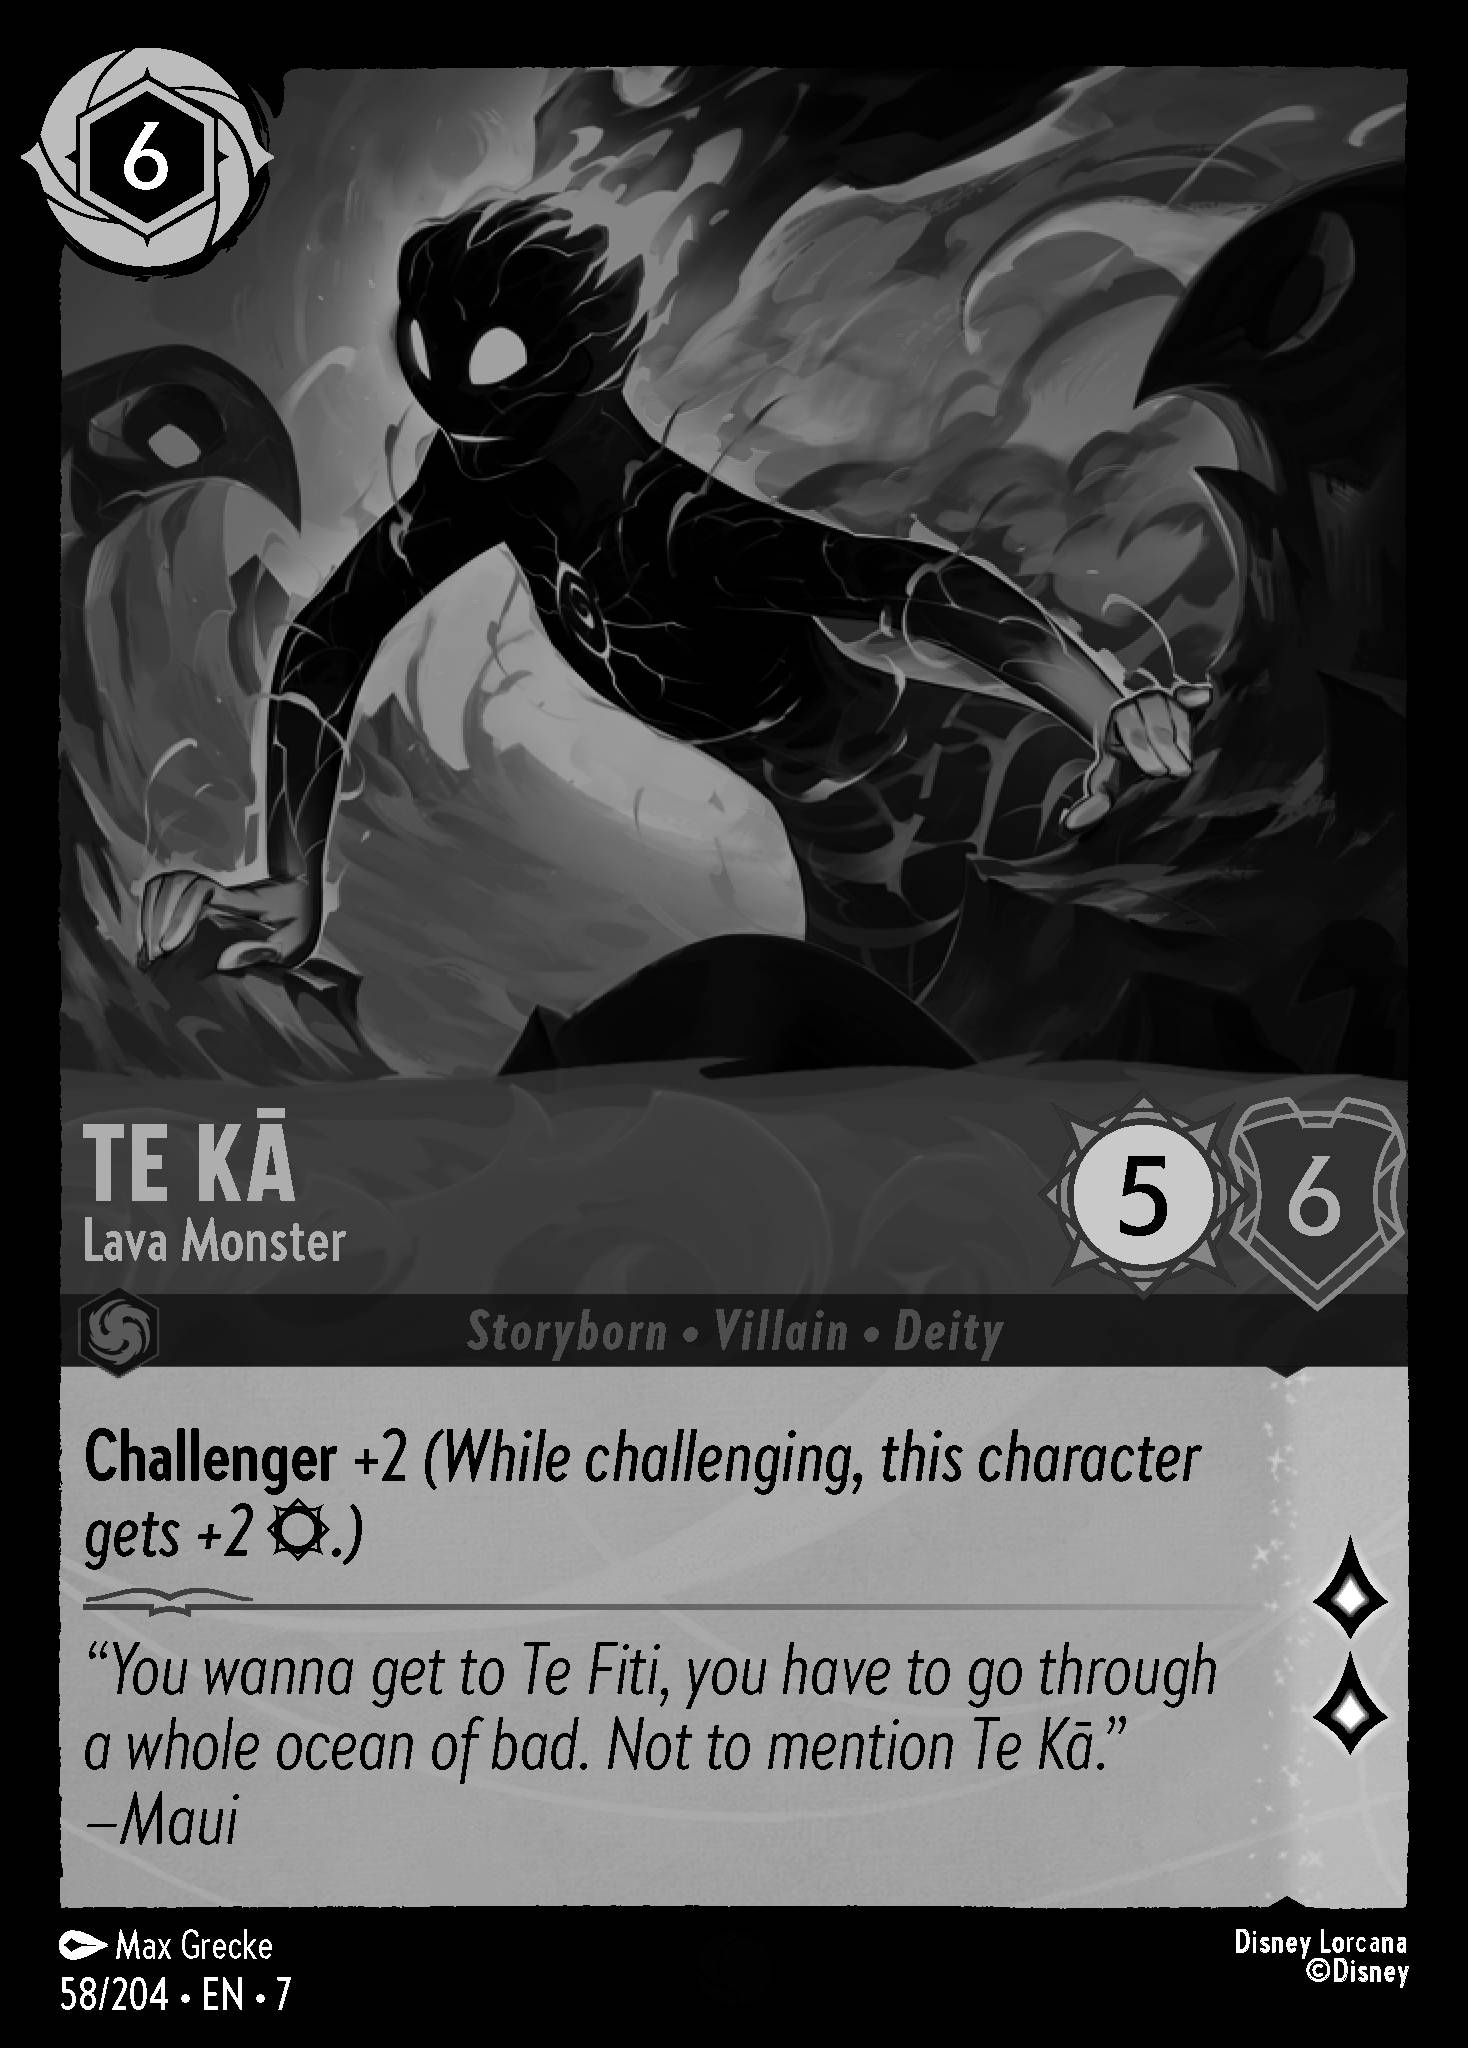 6
TE KĀ
5
6
Lava Monster
Storyborn • Villain • Deity
Challenger +2 (While challenging, this character
gets +2 .)
“You wanna get to Te Fiti, you have to go through
a whole ocean of bad. Not to mention Te Kā.”
—Maui
Max Grecke
Disney Lorcana
58/204 • EN • 7
©Disney